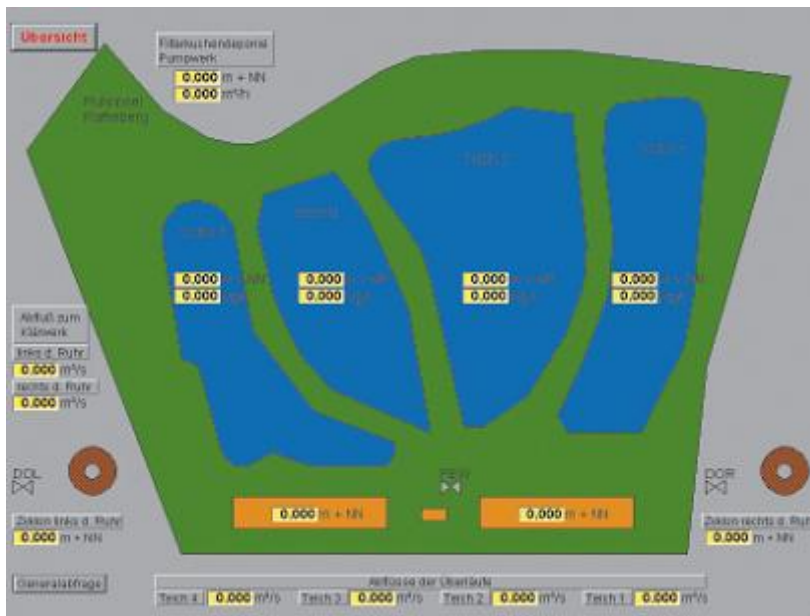 Übersicht
Pumpwerk
0.000 m + NN
0.000 m³/h
0.000
0.000
0.000
0.000
0.000
0.000
0.000
0.000
Abfluß zum
Klärwerk
links d. Ruhr
0.000 m³/s
rechts d. Ruhr
0.000 m³/s
DOL
DOR
0.000 m + NN
0.000 m + NN
Zyklon links d. Ruhr
0.000 m + NN
Zyklon rechts d. Ruhr
0.000 m + NN
Generalabfrage
Abflüsse der Überläufe
Teich 4 0.000 m³/s Teich 3 0.000 m³/s Teich 2 0.000 m³/s Teich 1 0.000 m³/s